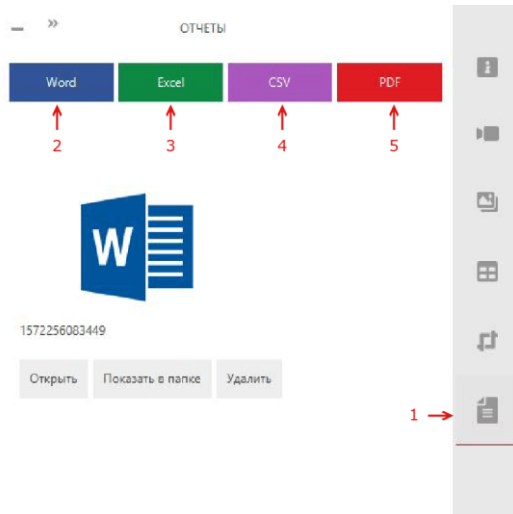 » ОТЧЕТЫ
Word Excel CSV PDF
2 3 4 5
W
1572256083449
Открыть Показать в папке Удалить
1